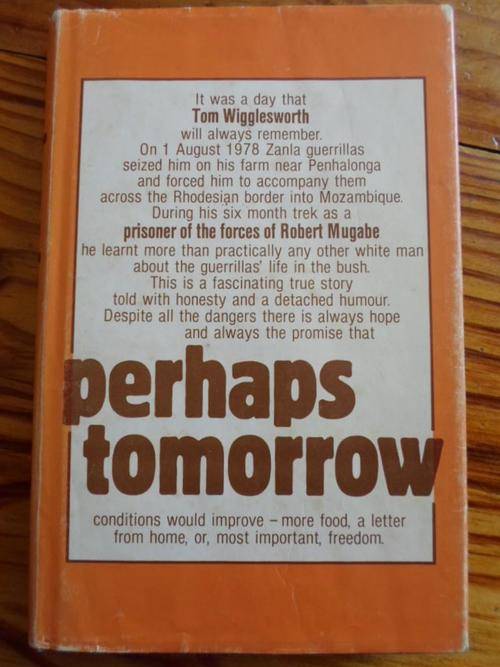 It was a day that
Tom Wigglesworth
will always remember.
On 1 August 1978 Zanla guerrillas
seized him on his farm near Penhalonga
and forced him to accompany them
across the Rhodesian border into Mozambique.
During his six month trek as a
prisoner of the forces of Robert Mugabe
he learnt more than practically any other white man
about the guerrillas' life in the bush.
This is a fascinating true story
told with honesty and a detached humour.
Despite all the dangers there is always hope
and always the promise that
perhaps
tomorrow
conditions would improve – more food, a letter
from home, or, most important, freedom.